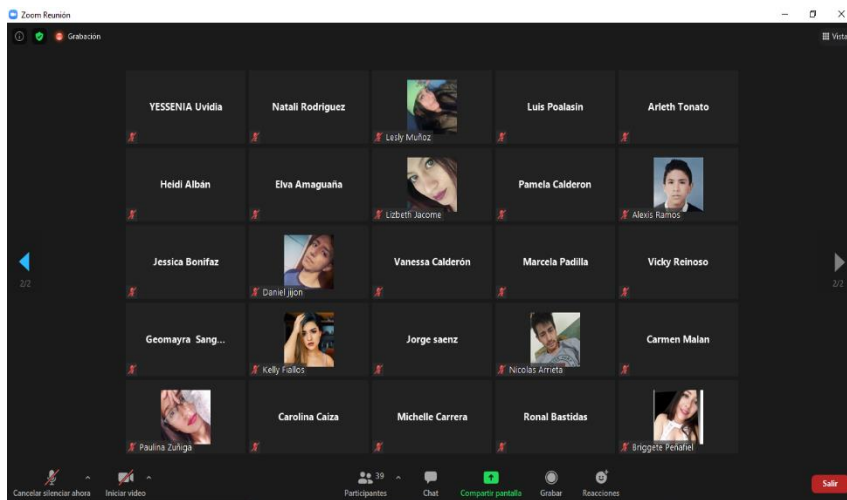 Zoom Reunión
Grabación
Vista
YESSENIA Uvidia
Natali Rodriguez
Lesly Muñoz
Luis Poalasin
Arleth Tonato
Heidi Albán
Elva Amaguaña
Lizbeth Jacome
Pamela Calderon
Alexis Ramos
Jessica Bonifaz
Daniel jijon
Vanessa Calderón
Marcela Padilla
Vicky Reinoso
2/2
2/2
Geomayra Sang...
Kelly Fiallos
Jorge saenz
Nicolas Arrieta
Carmen Malan
Paulina Zuñiga
Carolina Caiza
Michelle Carrera
Ronal Bastidas
Briggete Peñafiel
Cancelar silenciar ahora
Iniciar video
39
Participantes
Chat
Compartir pantalla
Grabar
Reacciones
Salir